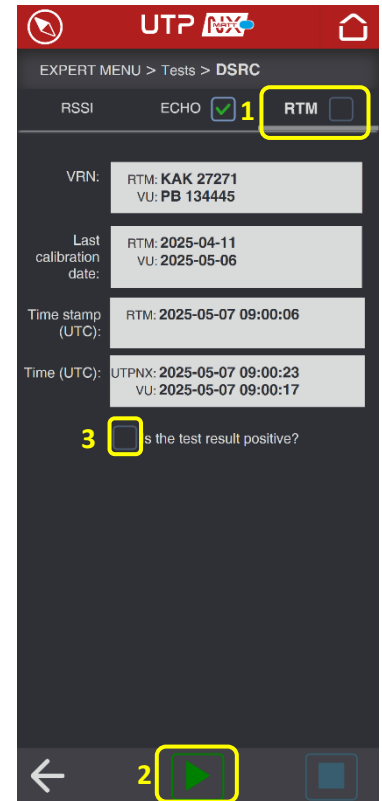 UTP NX MATT
EXPERT MENU > Tests > DSRC
RSSI ECHO 1 RTM
VRN: RTM: KAK 27271
VU: PB 134445
Last calibration date: RTM: 2025-04-11
VU: 2025-05-06
Time stamp (UTC): RTM: 2025-05-07 09:00:06
Time (UTC): UTPNX: 2025-05-07 09:00:23
VU: 2025-05-07 09:00:17
3 s the test result positive?
2